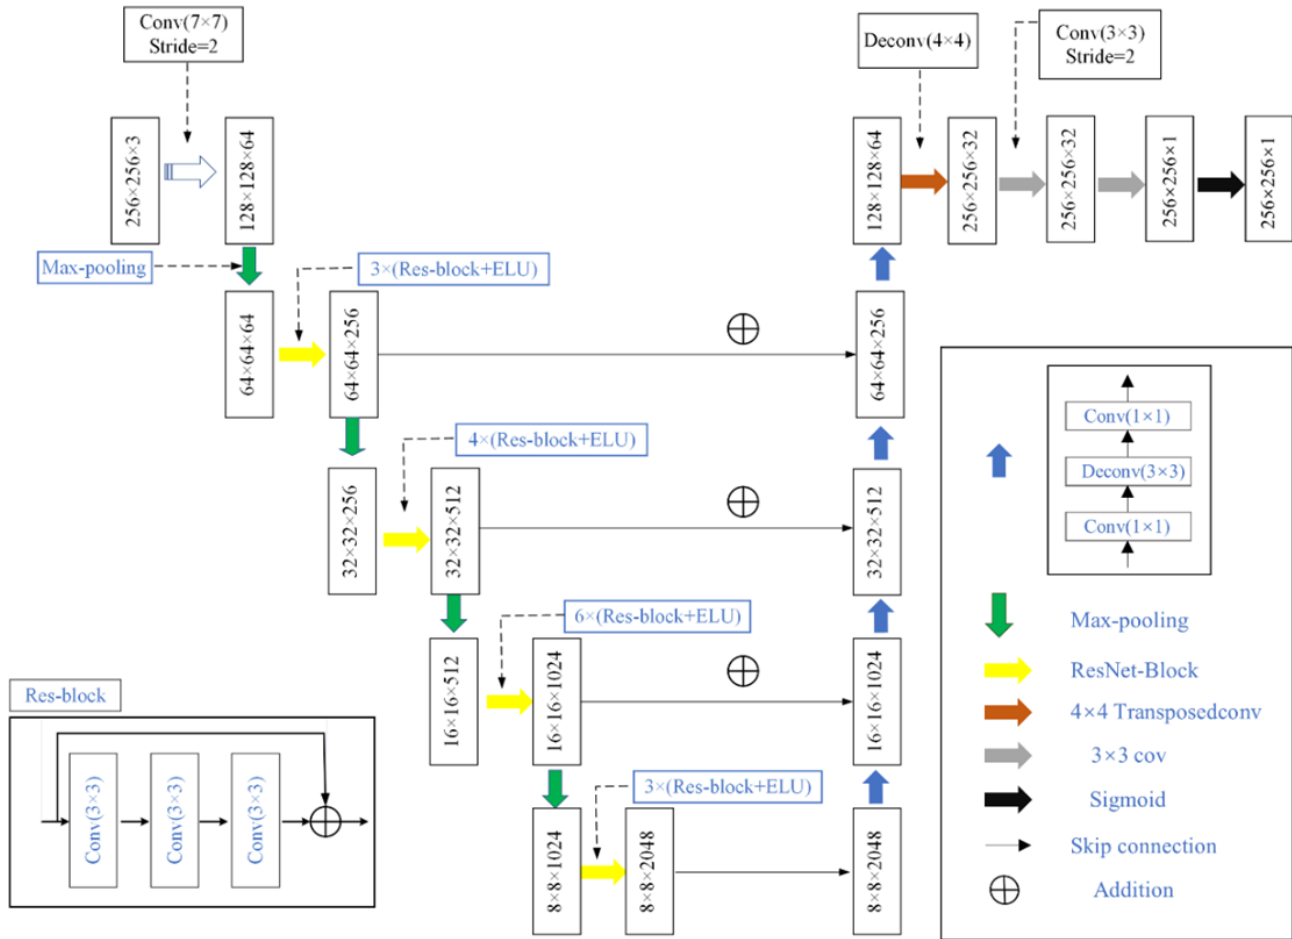 Conv(7×7)
Stride=2
Deconv(4×4)
Conv(3×3)
Stride=2
256×256×3
128×128×64
128×128×64
256×256×32
256×256×32
256×256×1
256×256×1
Max-pooling
3×(Res-block+ELU)
64×64×64
64×64×256
64×64×256
4×(Res-block+ELU)
32×32×256
32×32×512
32×32×512
6×(Res-block+ELU)
16×16×512
16×16×1024
16×16×1024
3×(Res-block+ELU)
8×8×1024
8×8×2048
8×8×2048
Res-block
Conv(3×3)
Conv(3×3)
Conv(3×3)
Conv(1×1)
Deconv(3×3)
Conv(1×1)
Max-pooling
ResNet-Block
4×4 Transposedconv
3×3 cov
Sigmoid
Skip connection
Addition